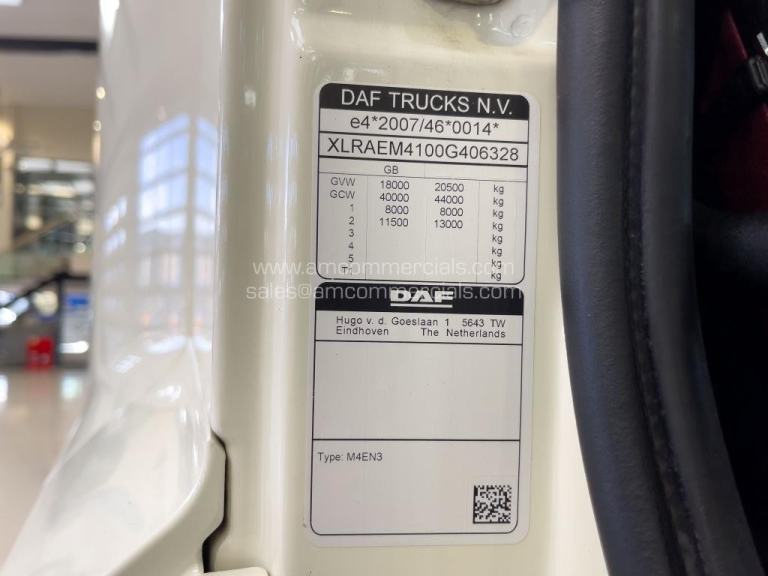 DAF TRUCKS N.V.
e4*2007/46*0014*
XLRAEM4100G406328
GB
GVW 18000 20500 kg
GCW 40000 44000 kg
1 8000 8000 kg
2 11500 13000 kg
3 kg
4 kg
5 kg
T: kg
www.amcommercials.com
sales@amcommercials.com
DAF
Hugo v. d. Goeslaan 1 5643 TW
Eindhoven The Netherlands
Type: M4EN3